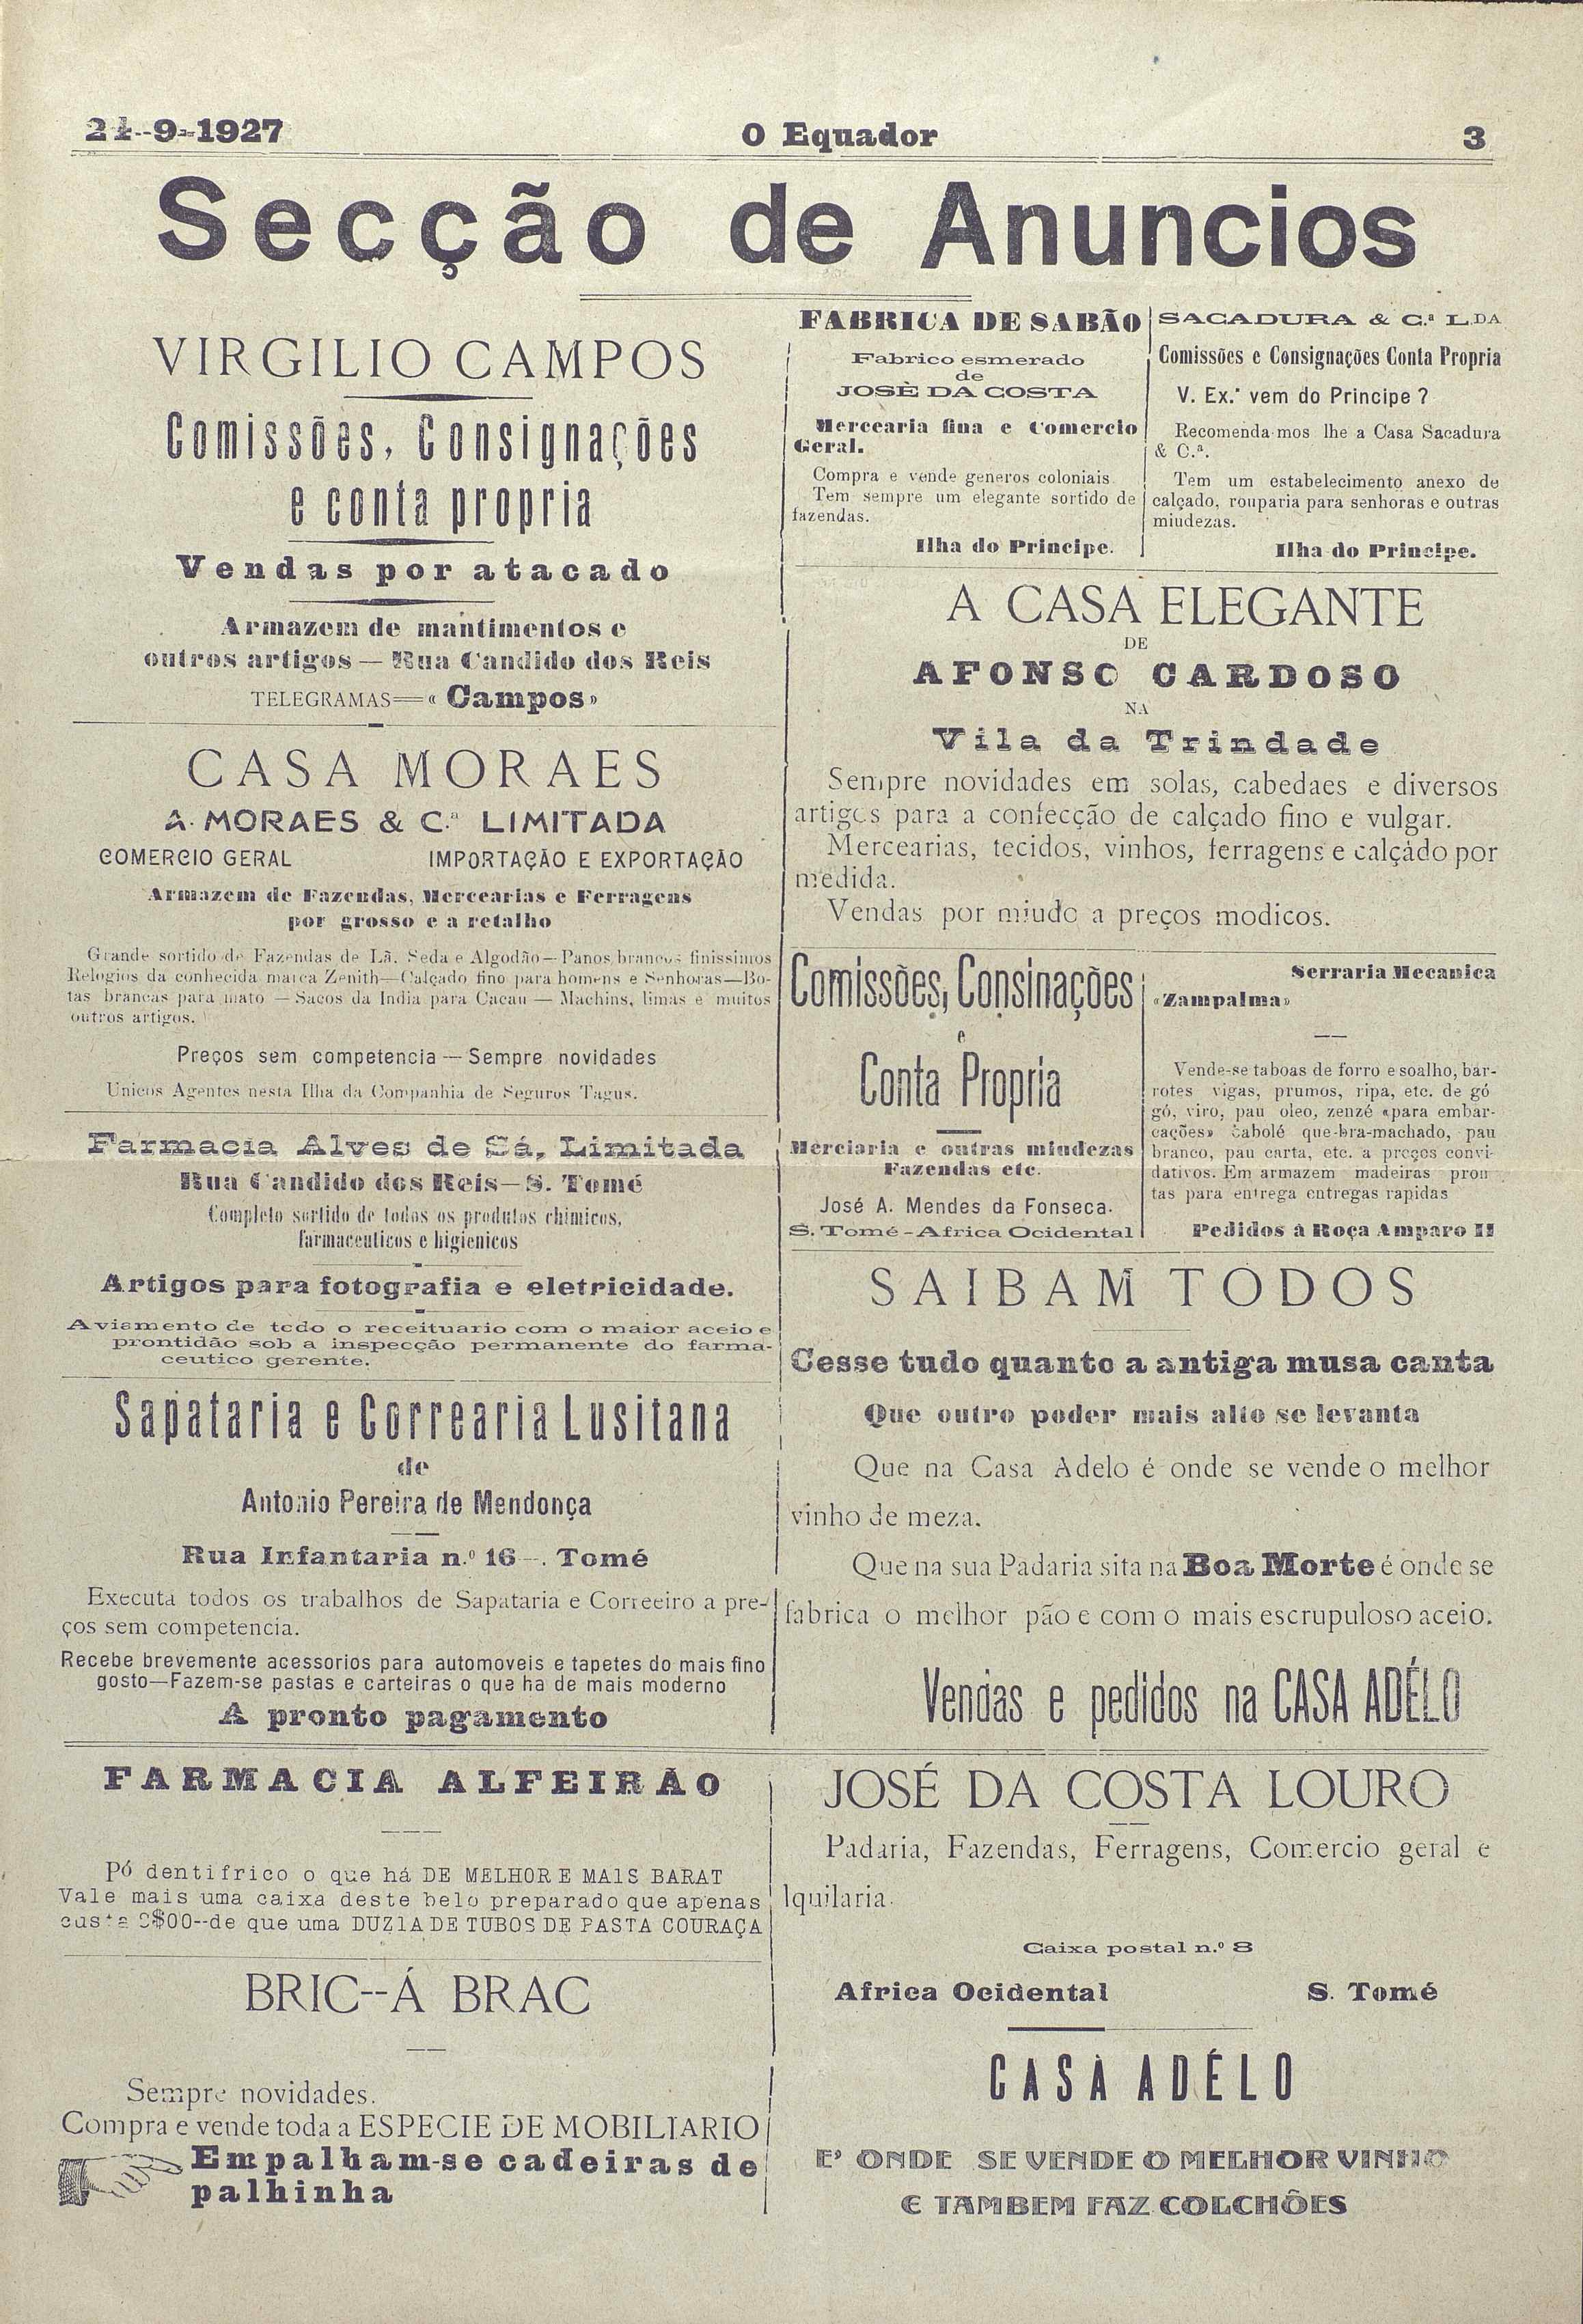 24--9--1927
O Equador
3
Secção de Anuncios
VIRGILIO CAMPOS
Comissões, Consignações
e conta propria
Vendas por atacado
Armazem de mantimentos e
outros artigos — Rua Candido dos Reis
TELEGRAMAS=« Campos»
CASA MORAES
A. MORAES & C.ª LIMITADA
COMERCIO GERAL IMPORTAÇÃO E EXPORTAÇÃO
Armazem de Fazendas, Mercearias e Ferragens
por grosso e a retalho
Grande sortido de Fazendas de Lã, Seda e Algodão—Panos brancos finissimos
Relogios da conhecida marca Zenith—Calçado fino para homens e Senhoras—Bo-
tas brancas para mato — Sacos da India para Cacau — Machins, limas e muitos
outros artigos.
Preços sem competencia — Sempre novidades
Unicos Agentes nesta Ilha da Companhia de Seguros Tagus.
Farmacia Alves de Sá, Limitada
Rua Candido dos Reis—S. Tomé
Completo sortido de todos os produtos chimicos,
farmaceuticos e higienicos
Artigos para fotografia e eletricidade.
Aviamento de todo o receituario com o maior aceio e
prontidão sob a inspecção permanente do farma-
ceutico gerente.
Sapataria e Correaria Lusitana
de
Antonio Pereira de Mendonça
Rua Infantaria n.º 16—. Tomé
Executa todos os trabalhos de Sapataria e Correeiro a pre-
ços sem competencia.
Recebe brevemente acessorios para automoveis e tapetes do mais fino
gosto—Fazem-se pastas e carteiras o que ha de mais moderno
A pronto pagamento
FARMACIA ALFEIRÃO
Pó dentifrico o que há DE MELHOR E MAIS BARAT
Vale mais uma caixa deste belo preparado que apenas
custa $00--de que uma DUZIA DE TUBOS DE PASTA COURAÇA
BRIC--Á BRAC
Sempre novidades.
Compra e vende toda a ESPECIE DE MOBILIARIO
Empalham-se cadeiras de
palhinha
FABRICA DE SABÃO
Fabrico esmerado
de
JOSÈ DA COSTA
Mercearia fina e Comercio
Geral.
Compra e vende generos coloniais
Tem sempre um elegante sortido de
fazendas.
Ilha do Principe.
SACADURA & C.ª L.DA
Comissões e Consignações Conta Propria
V. Ex.ª vem do Principe ?
Recomenda-mos lhe a Casa Sacadura
& C.ª.
Tem um estabelecimento anexo de
calçado, rouparia para senhoras e outras
miudezas.
Ilha do Principe.
A CASA ELEGANTE
DE
AFONSO CARDOSO
NA
Vila da Trindade
Sempre novidades em solas, cabedaes e diversos
artigos para a confecção de calçado fino e vulgar.
Mercearias, tecidos, vinhos, ferragens e calçádo por
medida.
Vendas por miudo a preços modicos.
Comissões, Consinações
e
Conta Propria
Merciaria e outras miudezas
Fazendas etc.
José A. Mendes da Fonseca.
S. Tomé-Africa Ocidental
Serraria Mecanica
«Zampalma»
Vende-se taboas de forro e soalho, bar-
rotes vigas, prumos, ripa, etc. de gó
gó, viro, pau oleo, zenzé «para embar-
cações» cabolé que-bra-machado, pau
branco, pau carta, etc. a preços convi-
dativos. Em armazem madeiras pron
tas para entrega entregas rapidas
Pedidos á Roça Amparo II
SAIBAM TODOS
Cesse tudo quanto a antiga musa canta
Que outro poder mais alto se levanta
Que na Casa Adelo é onde se vende o melhor
vinho de meza.
Que na sua Padaria sita na Boa Morte é onde se
fabrica o melhor pão e com o mais escrupuloso aceio.
Vendas e pedidos na CASA ADÉLO
JOSÉ DA COSTA LOURO
Padaria, Fazendas, Ferragens, Comercio geral e
lquilaria.
Caixa postal n.º 8
Africa Ocidental S. Tomé
CASA ADÉLO
E' ONDE SE VENDE O MELHOR VINHO
E TAMBEM FAZ COLCHÕES